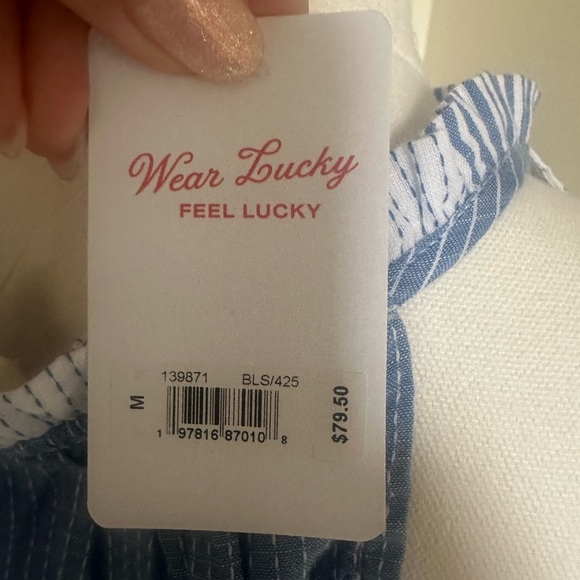 Wear Lucky
FEEL LUCKY
139871 BLS/425
M
1 97816 87010 8
$79.50